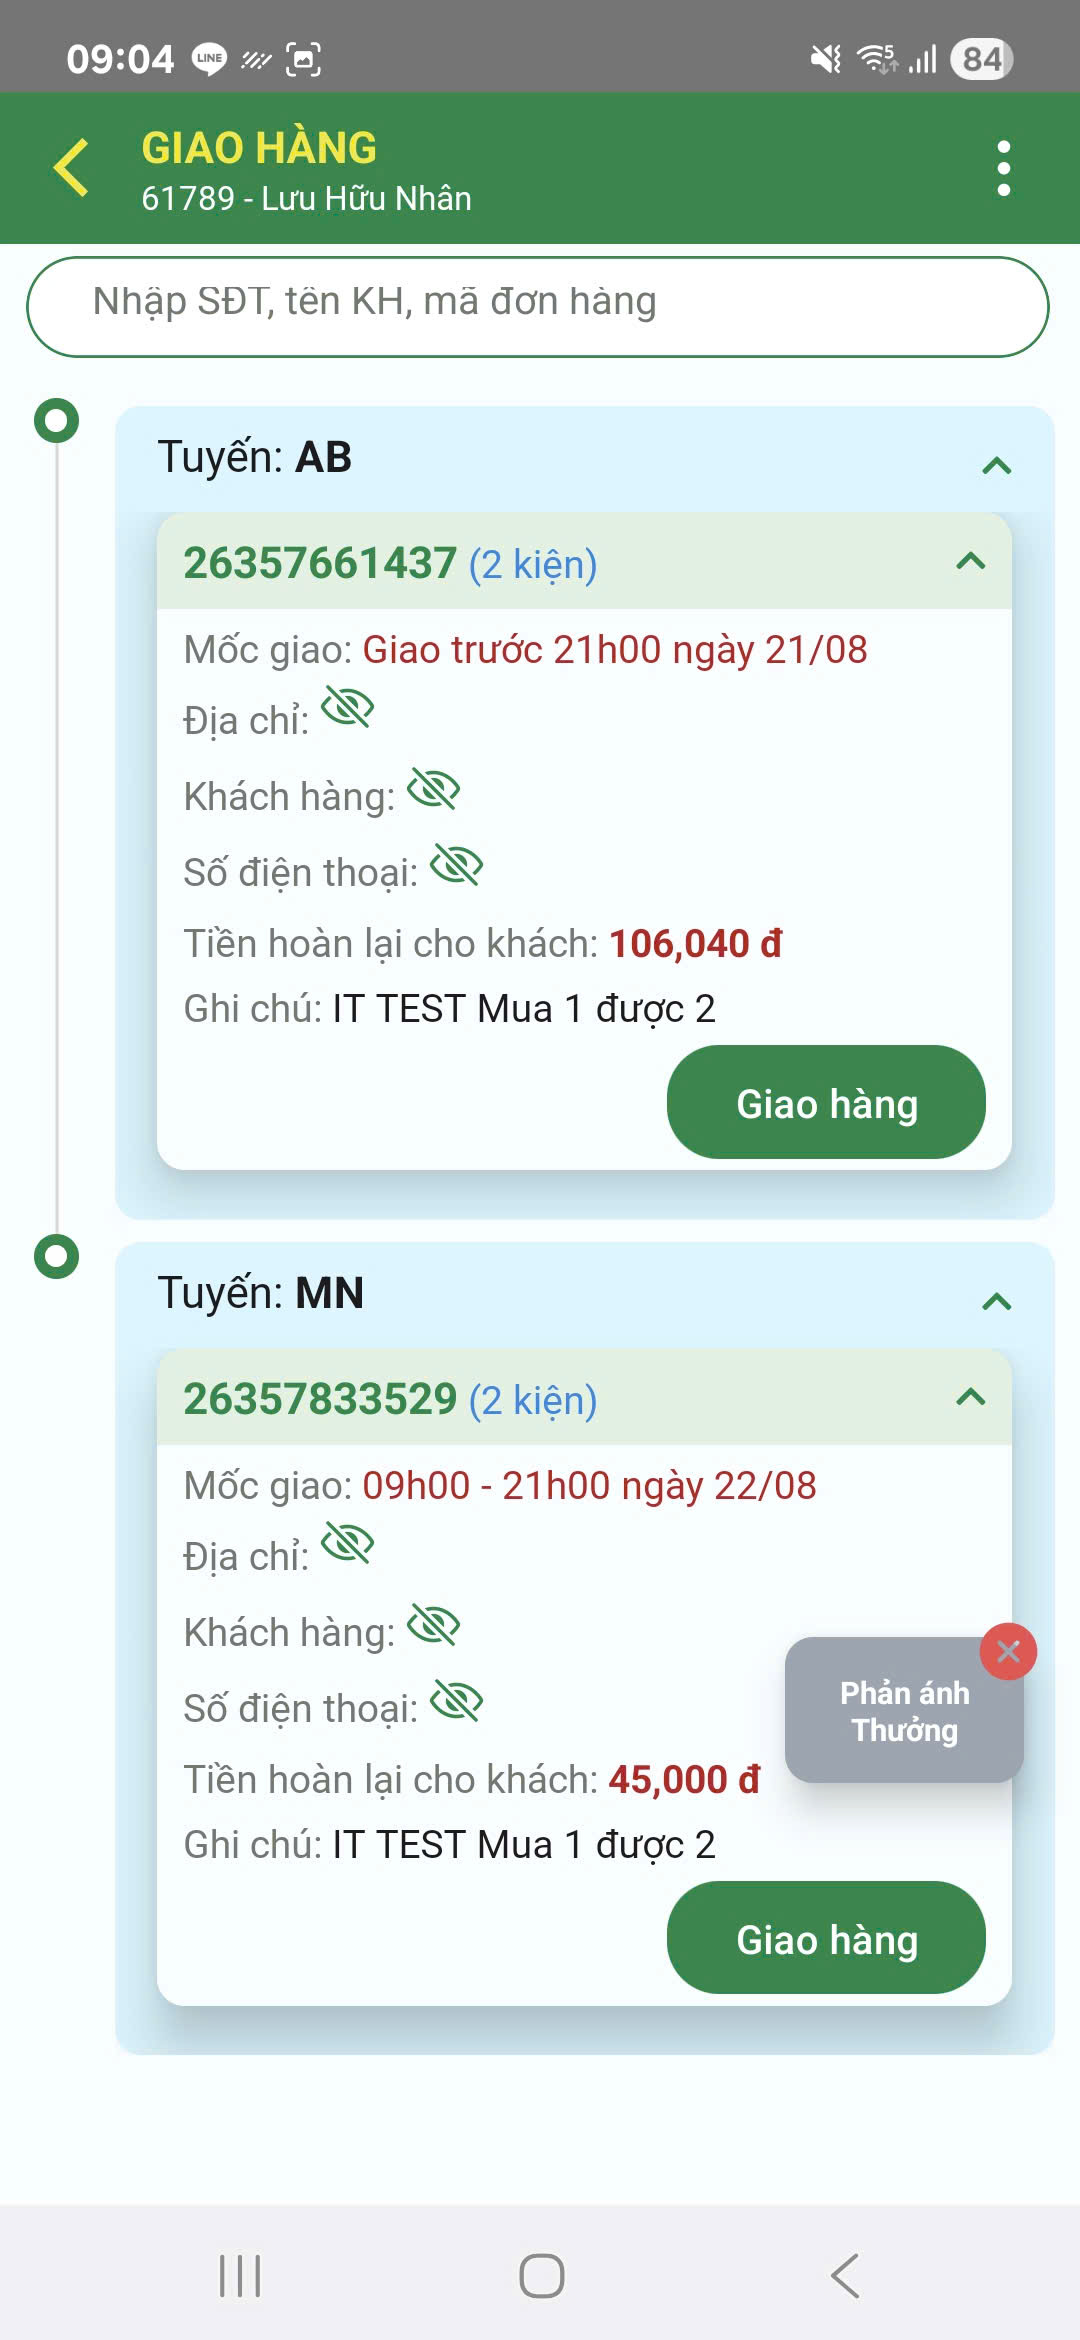 09:04 LINE 5 84
GIAO HÀNG
61789 - Lưu Hữu Nhân
Nhập SĐT, tên KH, mã đơn hàng
Tuyến: AB
26357661437 (2 kiện)
Mốc giao: Giao trước 21h00 ngày 21/08
Địa chỉ:
Khách hàng:
Số điện thoại:
Tiền hoàn lại cho khách: 106,040 đ
Ghi chú: IT TEST Mua 1 được 2
Giao hàng
Tuyến: MN
26357833529 (2 kiện)
Mốc giao: 09h00 - 21h00 ngày 22/08
Địa chỉ:
Khách hàng:
Số điện thoại:
Phản ánh
Thưởng
Tiền hoàn lại cho khách: 45,000 đ
Ghi chú: IT TEST Mua 1 được 2
Giao hàng